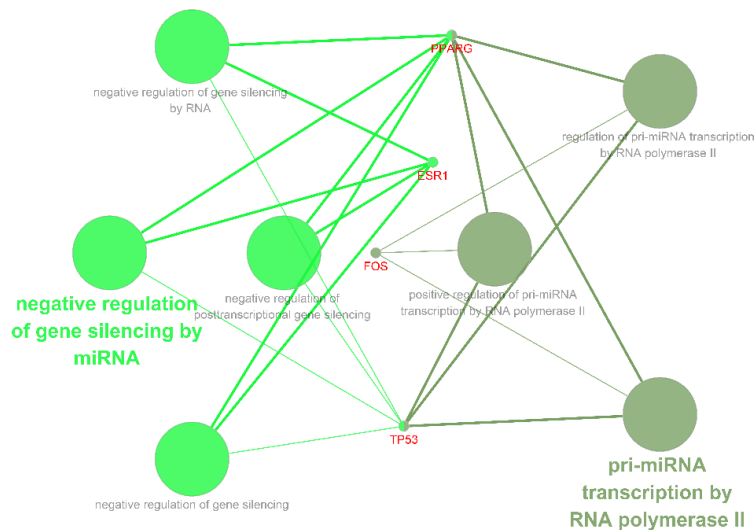 PPARG
negative regulation of gene silencing
by RNA
regulation of pri-miRNA transcription
by RNA polymerase II
ESR1
FOS
negative regulation
of gene silencing by
miRNA
negative regulation of
posttranscriptional gene silencing
positive regulation of pri-miRNA
transcription by RNA polymerase II
TP53
pri-miRNA
transcription by
RNA polymerase II
negative regulation of gene silencing